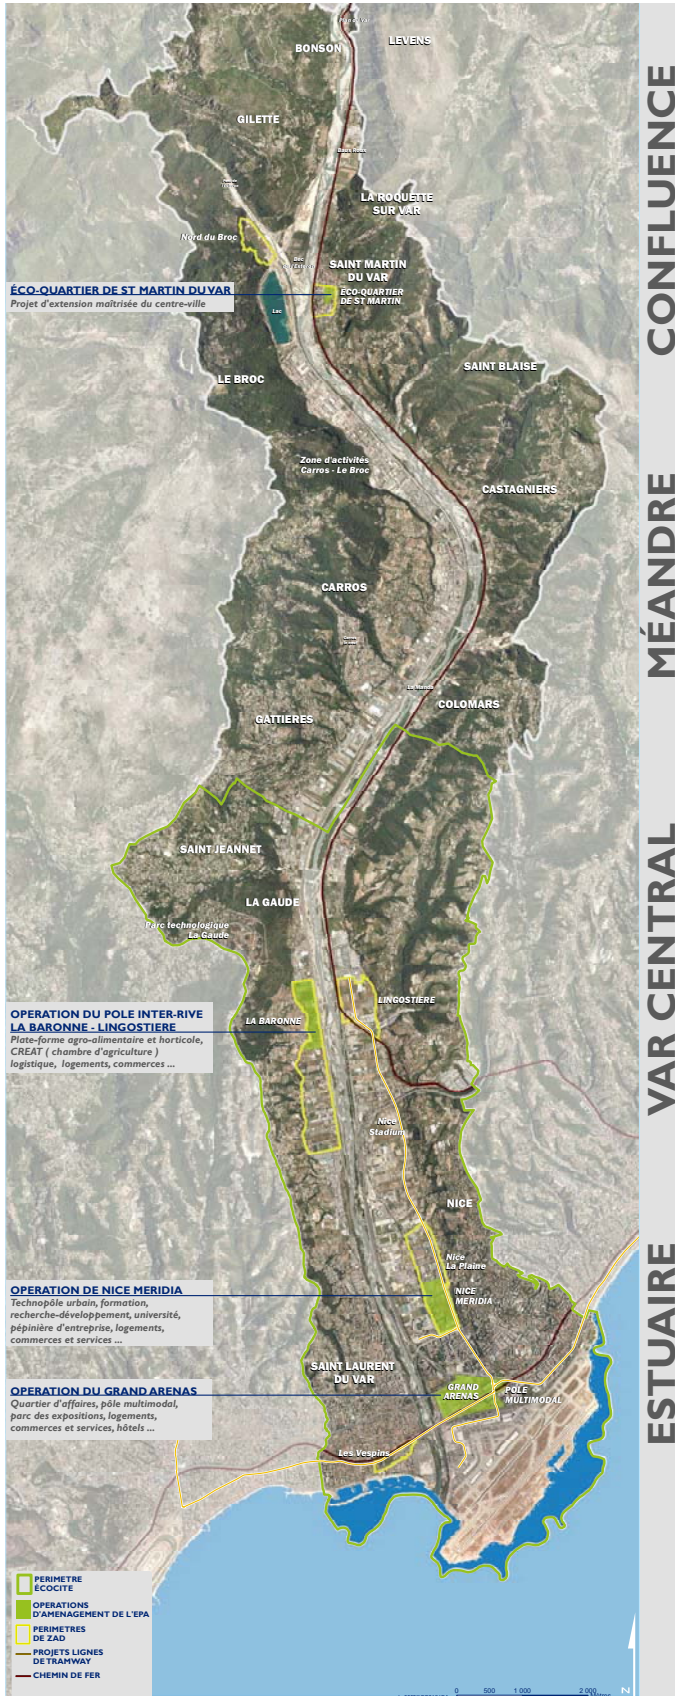 BONSON
LEVENS
GILETTE
Baus Roux
LA ROQUETTE
SUR VAR
Nord du Broc
SAINT MARTIN
DU VAR
ÉCO-QUARTIER DE ST MARTIN DU VAR
Projet d'extension maîtrisée du centre-ville
ÉCO-QUARTIER
DE ST MARTIN
Lac
LE BROC
SAINT BLAISE
Zone d'activités
Carros - Le Broc
CASTAGNIERS
CARROS
COLOMARS
GATTIERES
SAINT JEANNET
LA GAUDE
Parc technologique
La Gaude
OPERATION DU POLE INTER-RIVE
LA BARONNE - LINGOSTIERE
Plate-forme agro-alimentaire et horticole,
CREAT ( chambre d'agriculture )
logistique, logements, commerces ...
LA BARONNE
LINGOSTIERE
Nice
Stadium
NICE
Nice
La Plaine
OPERATION DE NICE MERIDIA
Technopôle urbain, formation,
recherche-développement, université,
pépinière d'entreprise, logements,
commerces et services ...
NICE
MERIDIA
SAINT LAURENT
DU VAR
OPERATION DU GRAND ARENAS
Quartier d'affaires, pôle multimodal,
parc des expositions, logements,
commerces et services, hôtels ...
GRAND
ARENAS
POLE
MULTIMODAL
Les Vespins
PERIMETRE
ÉCOCITE
OPERATIONS
D'AMENAGEMENT DE L'EPA
PERIMETRES
DE ZAD
PROJETS LIGNES
DE TRAMWAY
CHEMIN DE FER
0 500 1 000 2 000
Mètres
N
CONFLUENCE
MÉANDRE
VAR CENTRAL
ESTUAIRE